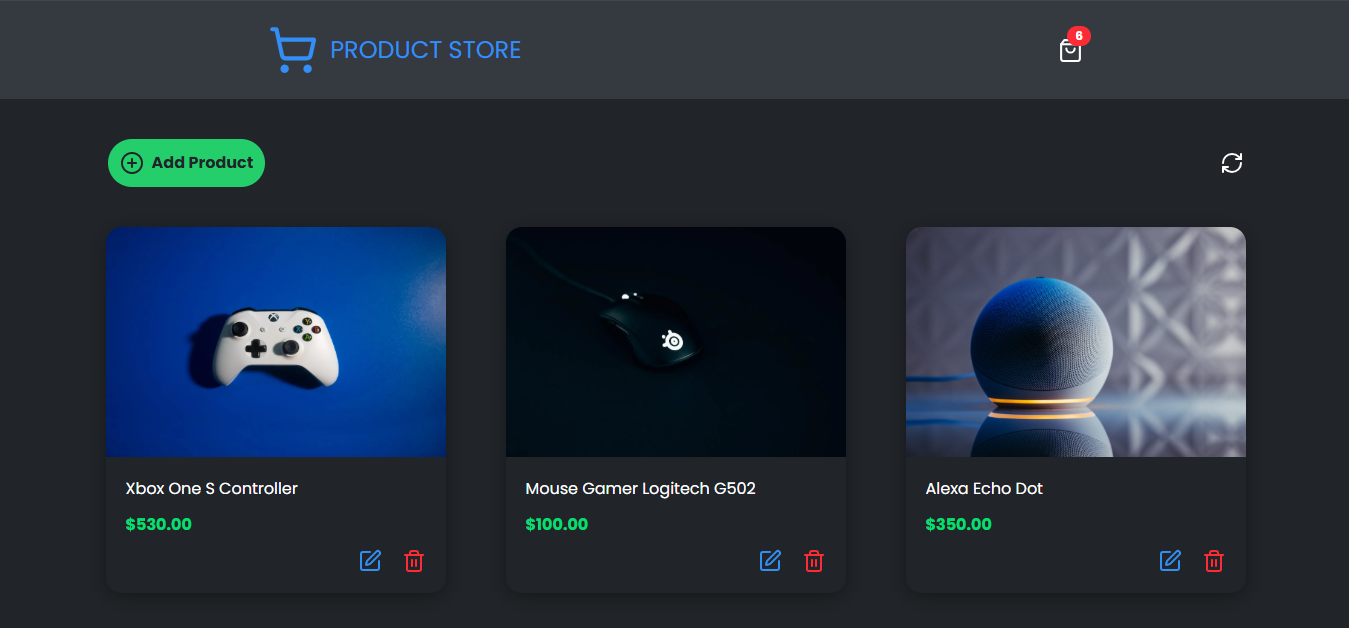 PRODUCT STORE
6
Add Product
Xbox One S Controller
$530.00
Mouse Gamer Logitech G502
$100.00
Alexa Echo Dot
$350.00